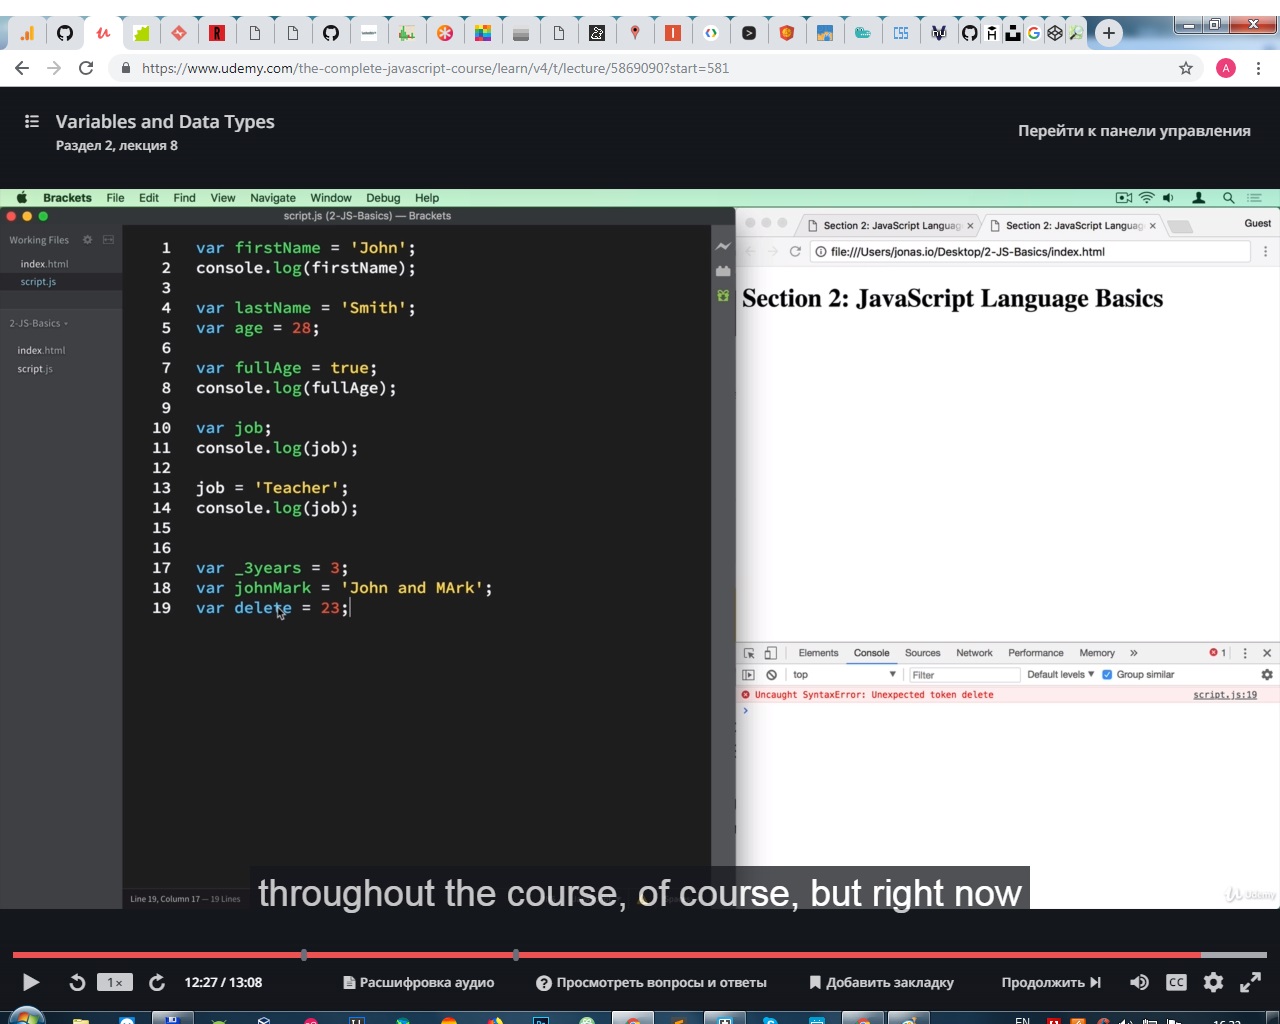 https://www.udemy.com/the-complete-javascript-course/learn/v4/t/lecture/5869090?start=581
A
Variables and Data Types
Раздел 2, лекция 8
Перейти к панели управления
Brackets File Edit Find View Navigate Window Debug Help
script.js (2-JS-Basics) — Brackets
Working Files
index.html
script.js
2-JS-Basics
index.html
script.js
1 var firstName = 'John';
2 console.log(firstName);
3
4 var lastName = 'Smith';
5 var age = 28;
6
7 var fullAge = true;
8 console.log(fullAge);
9
10 var job;
11 console.log(job);
12
13 job = 'Teacher';
14 console.log(job);
15
16
17 var _3years = 3;
18 var johnMark = 'John and MArk';
19 var delete = 23;
Line 19, Column 17 — 19 Lines
Section 2: JavaScript Languag
Section 2: JavaScript Languag
Guest
file:///Users/jonas.io/Desktop/2-JS-Basics/index.html
Section 2: JavaScript Language Basics
Elements Console Sources Network Performance Memory » 1
top Filter Default levels Group similar
Uncaught SyntaxError: Unexpected token delete script.js:19
throughout the course, of course, but right now
Udemy
1× 12:27 / 13:08 Расшифровка аудио Просмотреть вопросы и ответы Добавить закладку Продолжить CC